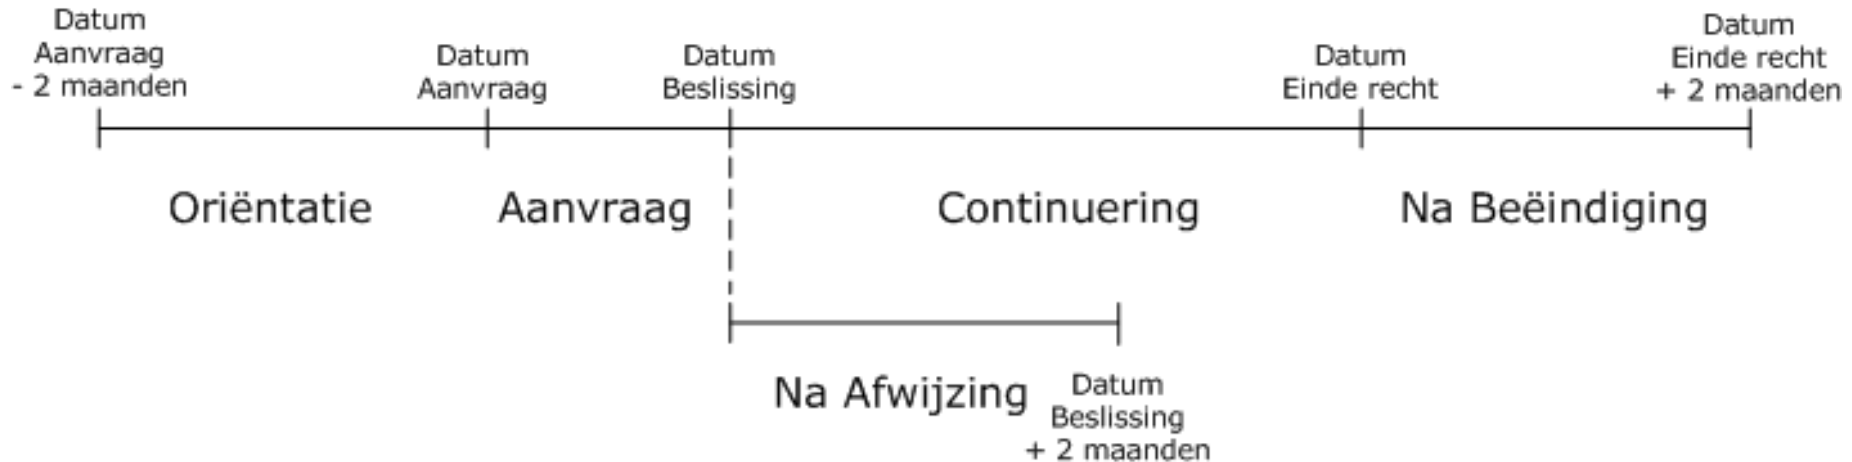 Datum
Aanvraag
- 2 maanden
Datum
Aanvraag
Datum
Beslissing
Datum
Einde recht
Datum
Einde recht
+ 2 maanden
Oriëntatie
Aanvraag
Continuering
Na Beëindiging
Na Afwijzing
Datum
Beslissing
+ 2 maanden